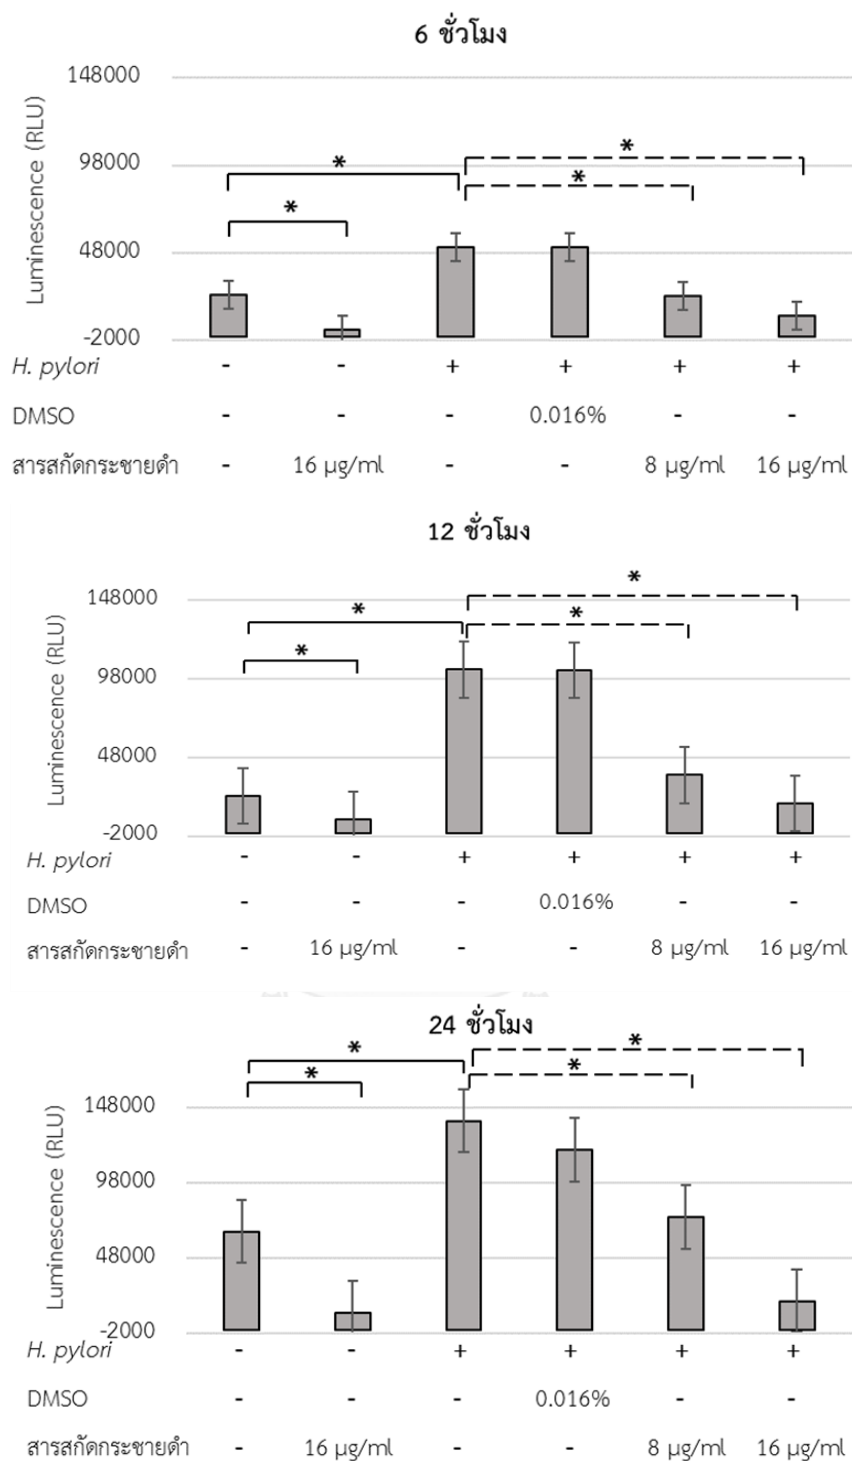 6 ชั่วโมง
Luminescence (RLU)
148000
98000
48000
-2000
* * * *
H. pylori - - + + + +
DMSO - - - 0.016% - -
สารสกัดกระชายดำ - 16 µg/ml - - 8 µg/ml 16 µg/ml
12 ชั่วโมง
Luminescence (RLU)
148000
98000
48000
-2000
* * * *
H. pylori - - + + + +
DMSO - - - 0.016% - -
สารสกัดกระชายดำ - 16 µg/ml - - 8 µg/ml 16 µg/ml
24 ชั่วโมง
Luminescence (RLU)
148000
98000
48000
-2000
* * * *
H. pylori - - + + + +
DMSO - - - 0.016% - -
สารสกัดกระชายดำ - 16 µg/ml - - 8 µg/ml 16 µg/ml